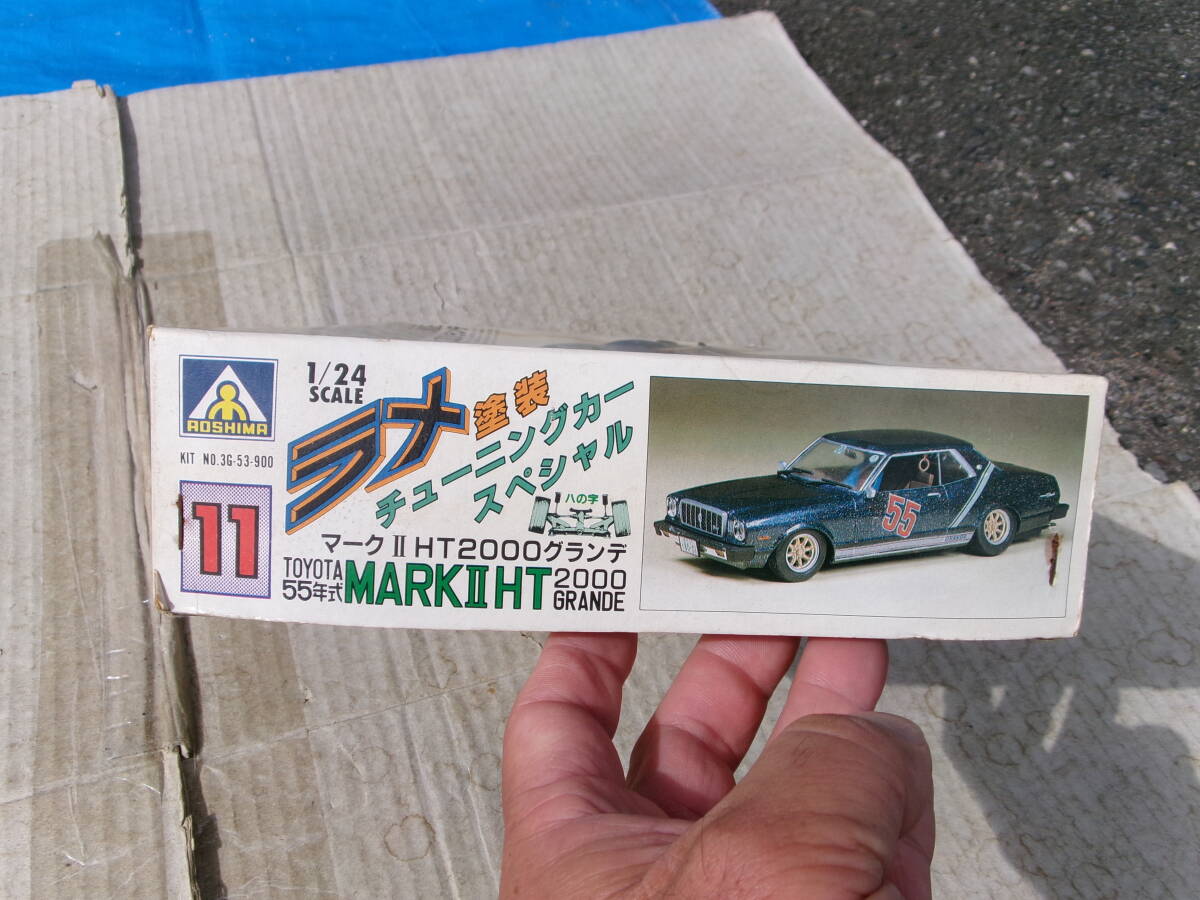 AOSHIMA
KIT NO.3G-53-900
11
1/24
SCALE
ラメ塗装
チューニングカー
スペシャル
ハの字
マークⅡHT2000グランデ
TOYOTA
55年式
MARKⅡHT
2000
GRANDE
55